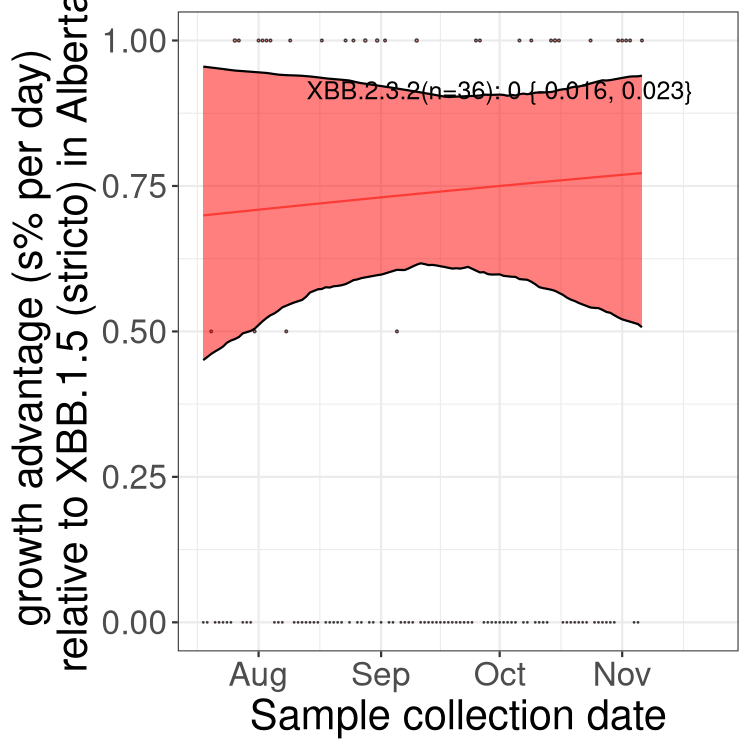 growth advantage (s% per day)
relative to XBB.1.5 (stricto) in Alberta
1.00
0.75
0.50
0.25
0.00
XBB.2.3.2(n=36): 0 { 0.016, 0.023}
Aug Sep Oct Nov
Sample collection date